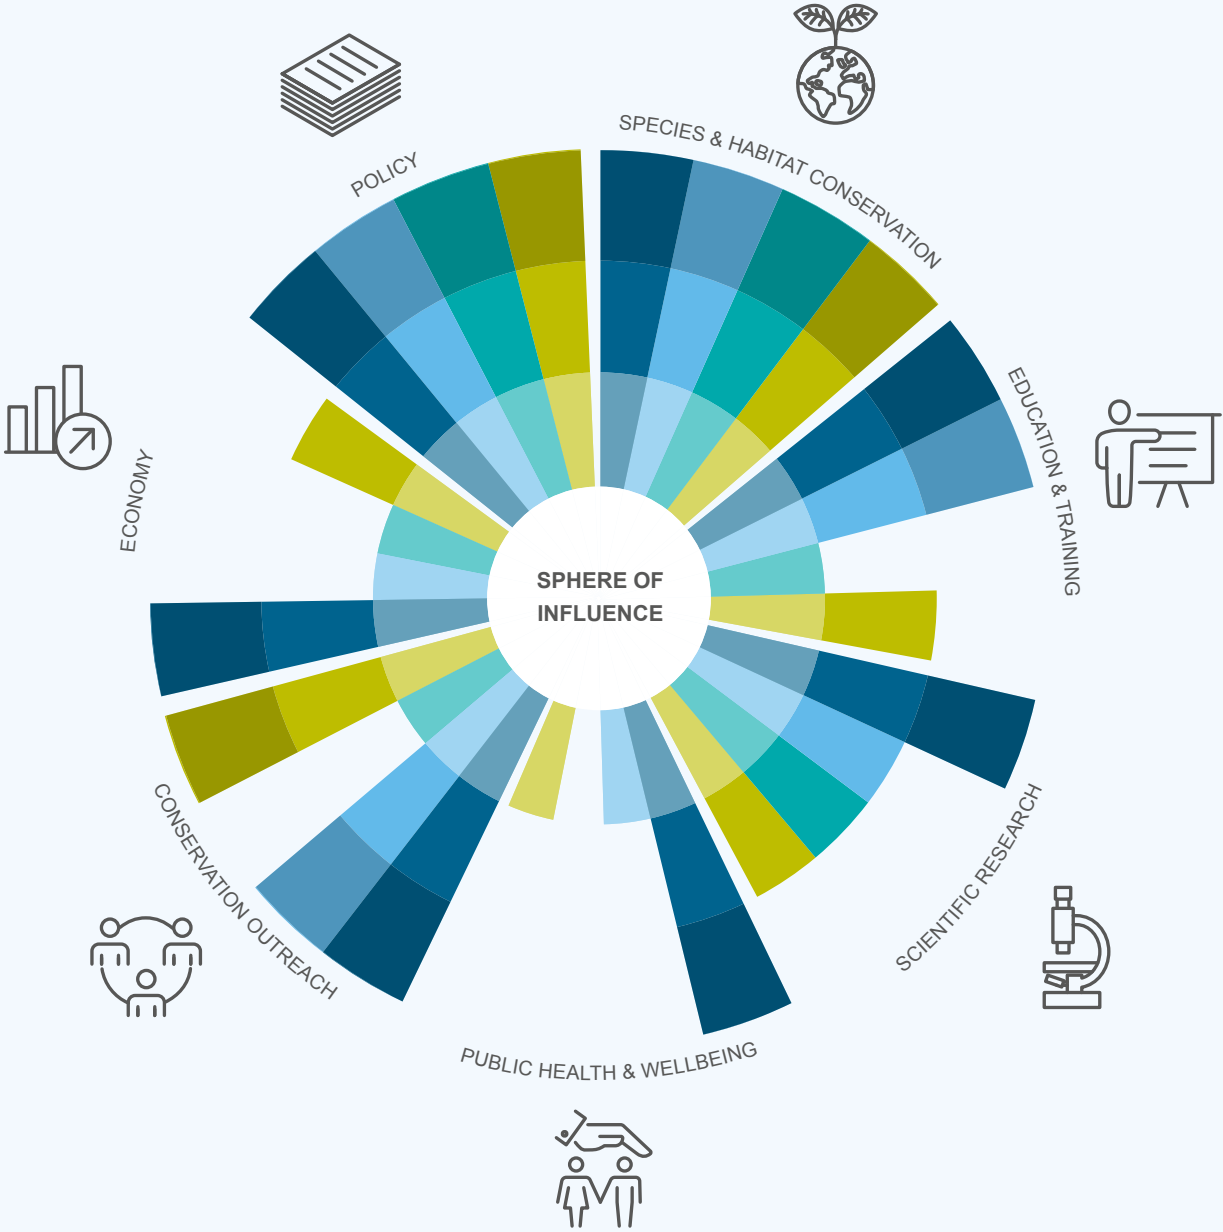 SPECIES & HABITAT CONSERVATION
POLICY
EDUCATION & TRAINING
ECONOMY
SPHERE OF
INFLUENCE
SCIENTIFIC RESEARCH
CONSERVATION OUTREACH
PUBLIC HEALTH & WELLBEING